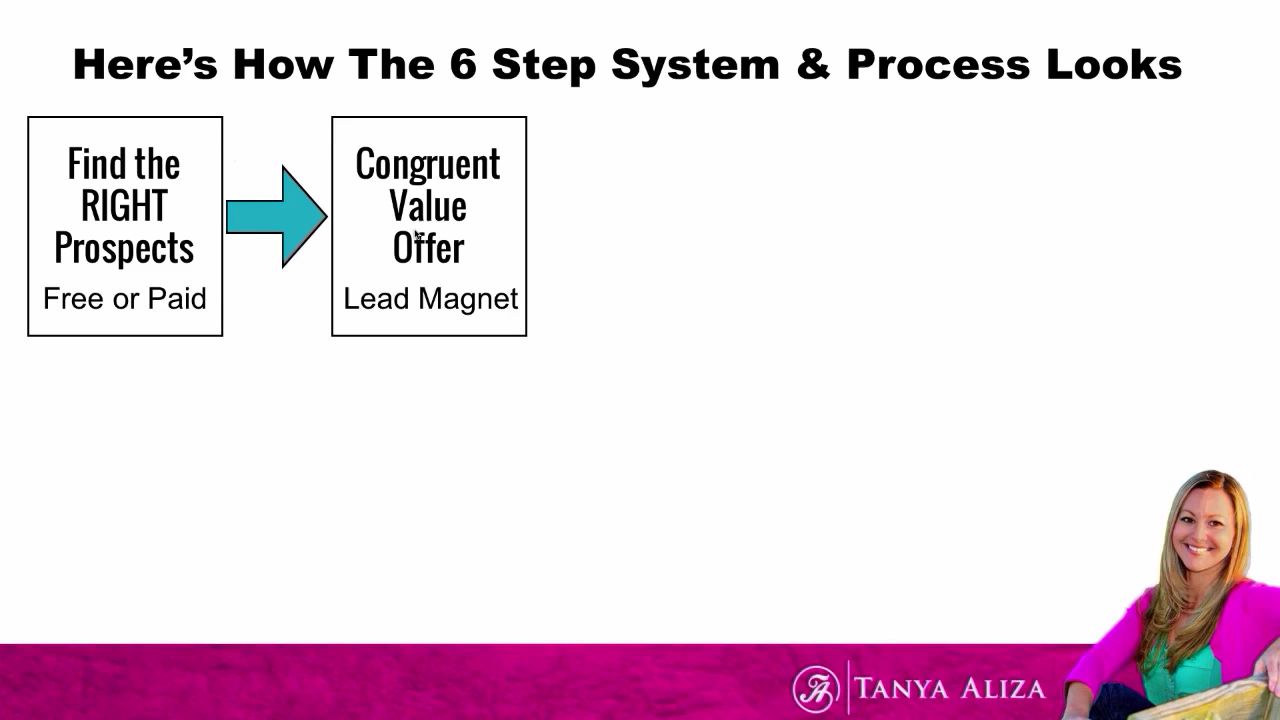 Here’s How The 6 Step System & Process Looks
Find the
RIGHT
Prospects
Free or Paid
Congruent
Value
Offer
Lead Magnet
TA
TANYA ALIZA